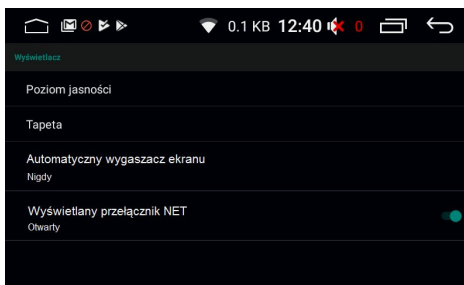 0.1 KB 12:40 0
Wyświetlacz
Poziom jasności
Tapeta
Automatyczny wygaszacz ekranu
Nigdy
Wyświetlany przełącznik NET
Otwarty